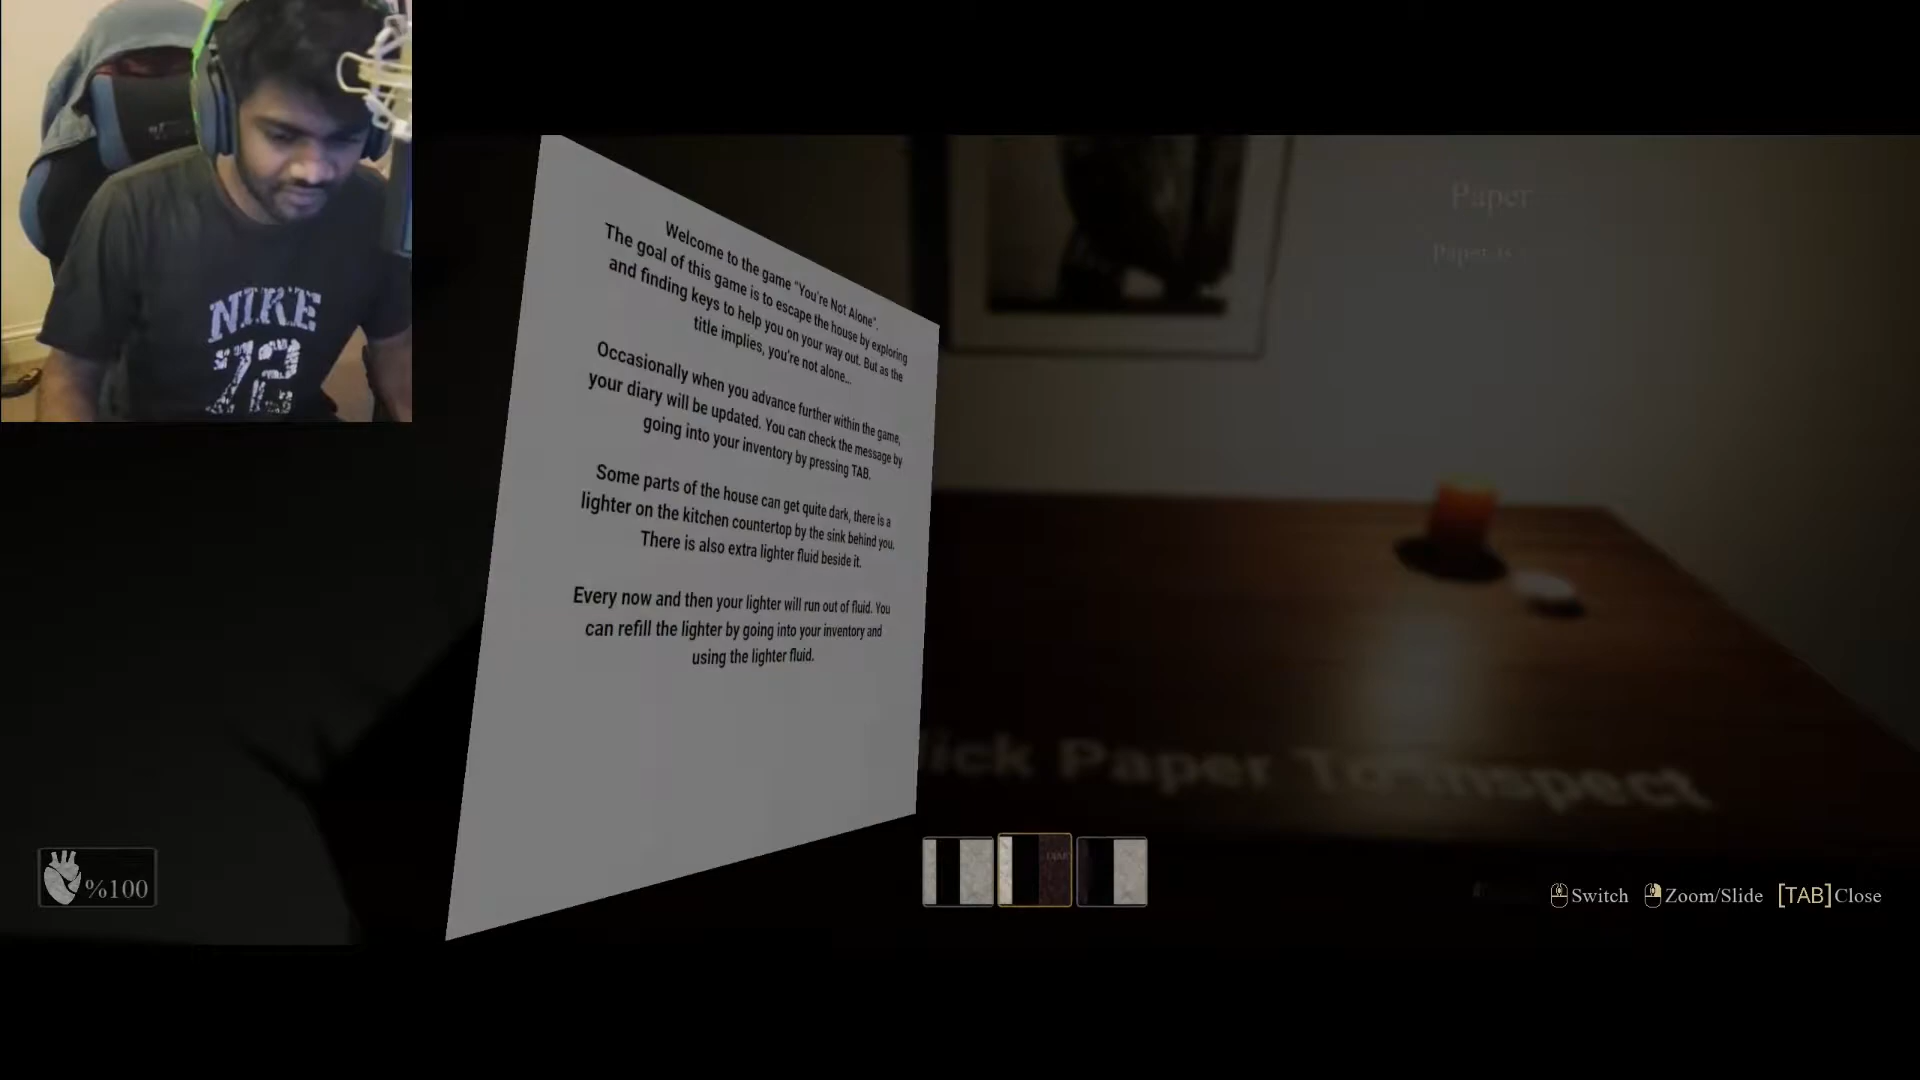 NIKE
72
Welcome to the game "You're Not Alone".
The goal of this game is to escape the house by exploring
and finding keys to help you on your way out. But as the
title implies, you're not alone...
Occasionally when you advance further within the game,
your diary will be updated. You can check the message by
going into your inventory by pressing TAB.
Some parts of the house can get quite dark, there is a
lighter on the kitchen countertop by the sink behind you.
There is also extra lighter fluid beside it.
Every now and then your lighter will run out of fluid. You
can refill the lighter by going into your inventory and
using the lighter fluid.
Paper
Paper is
Paper To Inspect
%100
Switch Zoom/Slide [TAB]Close